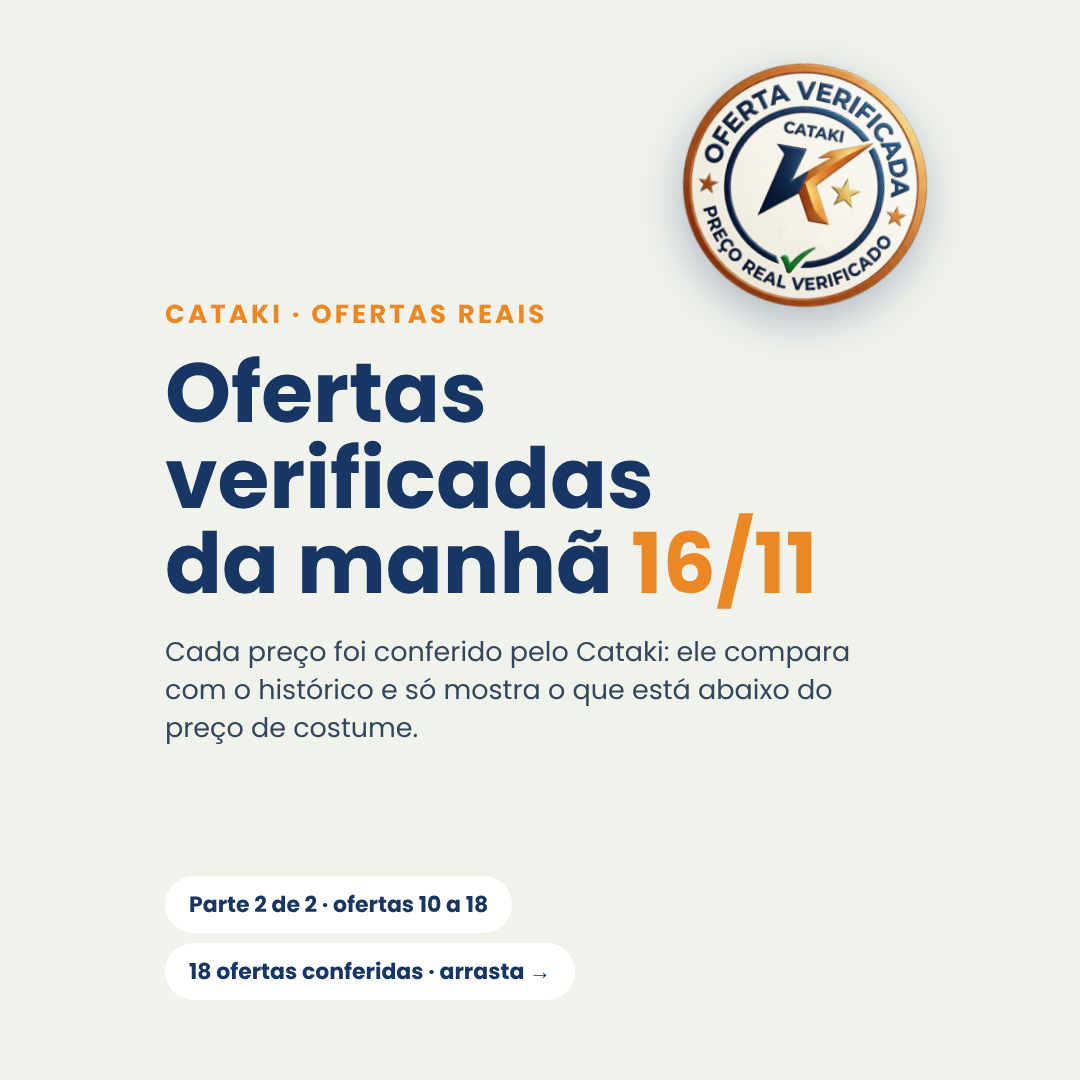 OFERTA VERIFICADA
CATAKI
PREÇO REAL VERIFICADO
CATAKI · OFERTAS REAIS
Ofertas
verificadas
da manhã 16/11
Cada preço foi conferido pelo Cataki: ele compara
com o histórico e só mostra o que está abaixo do
preço de costume.
Parte 2 de 2 · ofertas 10 a 18
18 ofertas conferidas · arrasta →